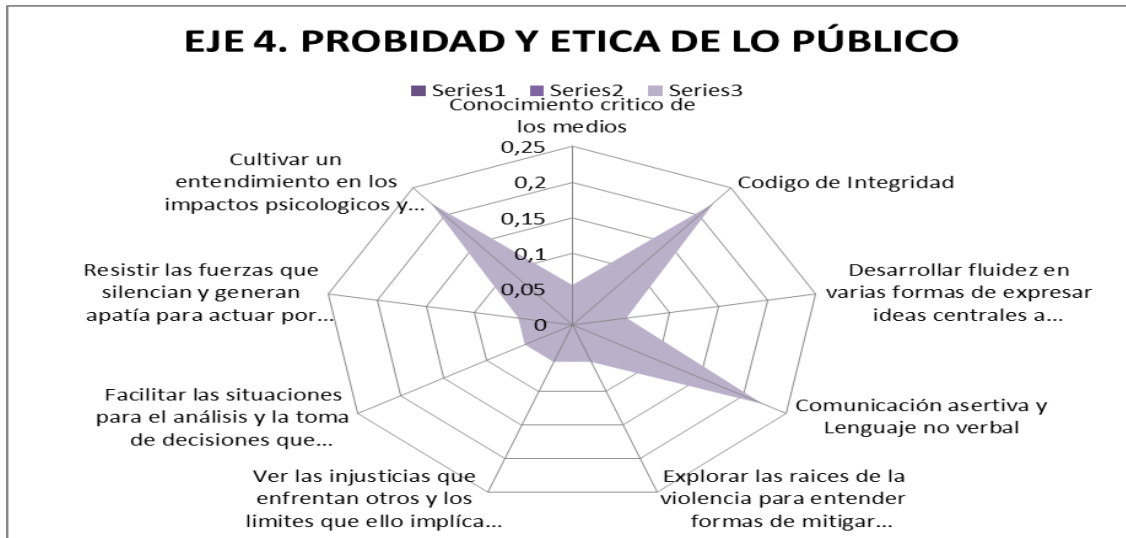 EJE 4. PROBIDAD Y ETICA DE LO PÚBLICO
Series1 Series2 Series3
Conocimiento critico de
los medios
0,25
0,2
0,15
0,1
0,05
0
Codigo de Integridad
Desarrollar fluidez en
varias formas de expresar
ideas centrales a...
Comunicación asertiva y
Lenguaje no verbal
Explorar las raices de la
violencia para entender
formas de mitigar...
Ver las injusticias que
enfrentan otros y los
limites que ello implíca...
Facilitar las situaciones
para el análisis y la toma
de decisiones que...
Resistir las fuerzas que
silencian y generan
apatía para actuar por...
Cultivar un
entendimiento en los
impactos psicologicos y...